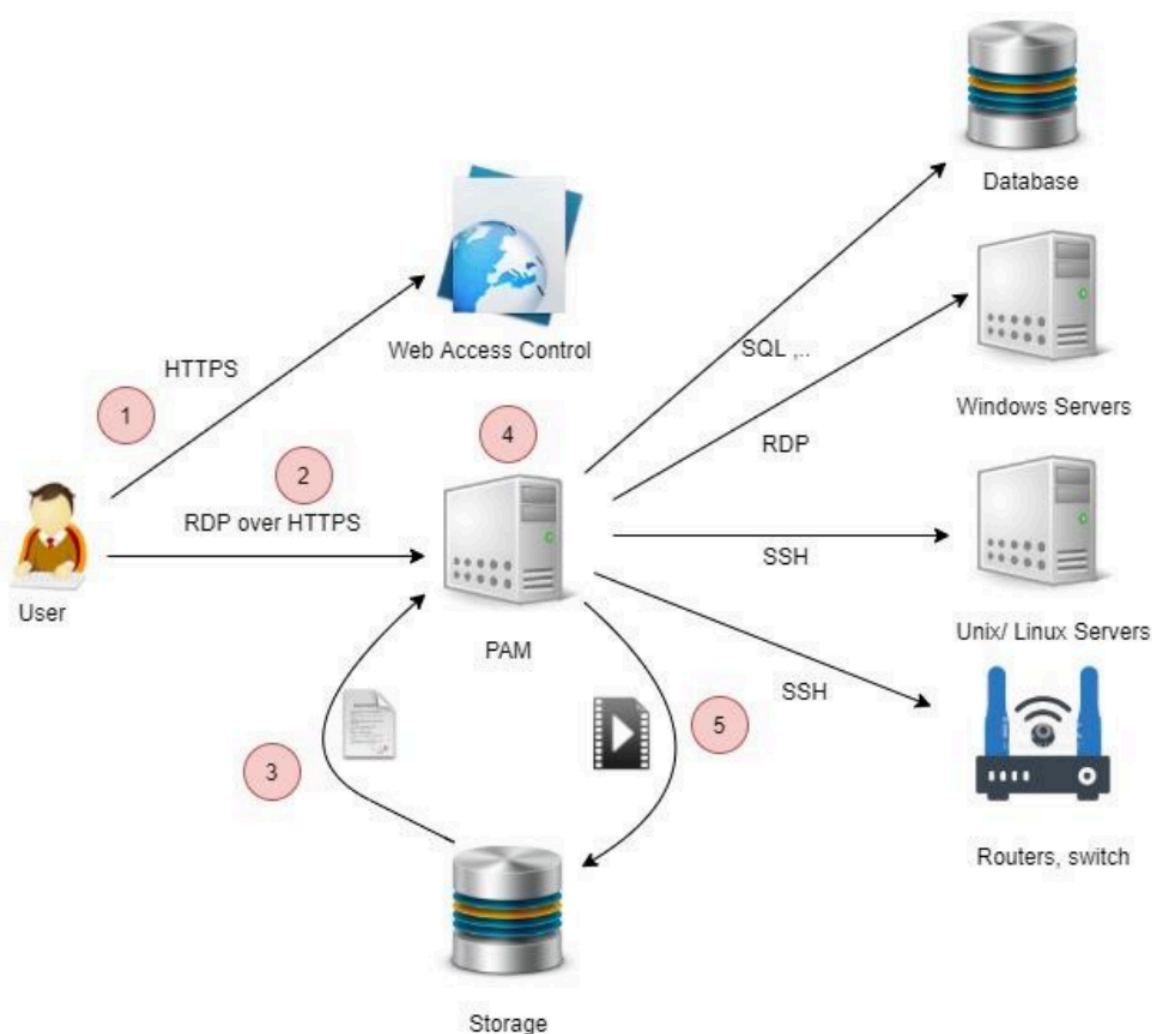 Database
Web Access Control
HTTPS
SQL ,..
Windows Servers
1
4
RDP
2
RDP over HTTPS
SSH
User
Unix/ Linux Servers
PAM
SSH
5
3
Routers, switch
Storage